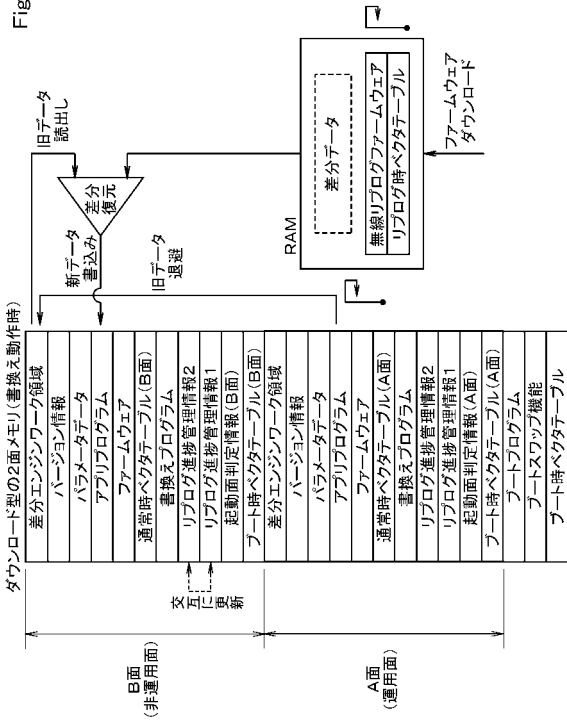 Fig
ダウンロード型の2面メモリ(書換え動作時)
差分エンジンワーク領域
バージョン情報
パラメータデータ
アプリプログラム
ファームウェア
通常時ベクタテーブル(B面)
書換えプログラム
リプログ進捗管理情報2
リプログ進捗管理情報1
起動面判定情報(B面)
ブート時ベクタテーブル(B面)
差分エンジンワーク領域
バージョン情報
パラメータデータ
アプリプログラム
ファームウェア
通常時ベクタテーブル(A面)
書換えプログラム
リプログ進捗管理情報2
リプログ進捗管理情報1
起動面判定情報(A面)
ブート時ベクタテーブル(A面)
ブートプログラム
ブートスワップ機能
ブート時ベクタテーブル
交互に更新
B面
(非運用面)
A面
(運用面)
旧データ
読出し
差分
復元
新データ
書込み
旧データ
退避
RAM
差分データ
無線リプログファームウェア
リプログ時ベクタテーブル
ファームウェア
ダウンロード